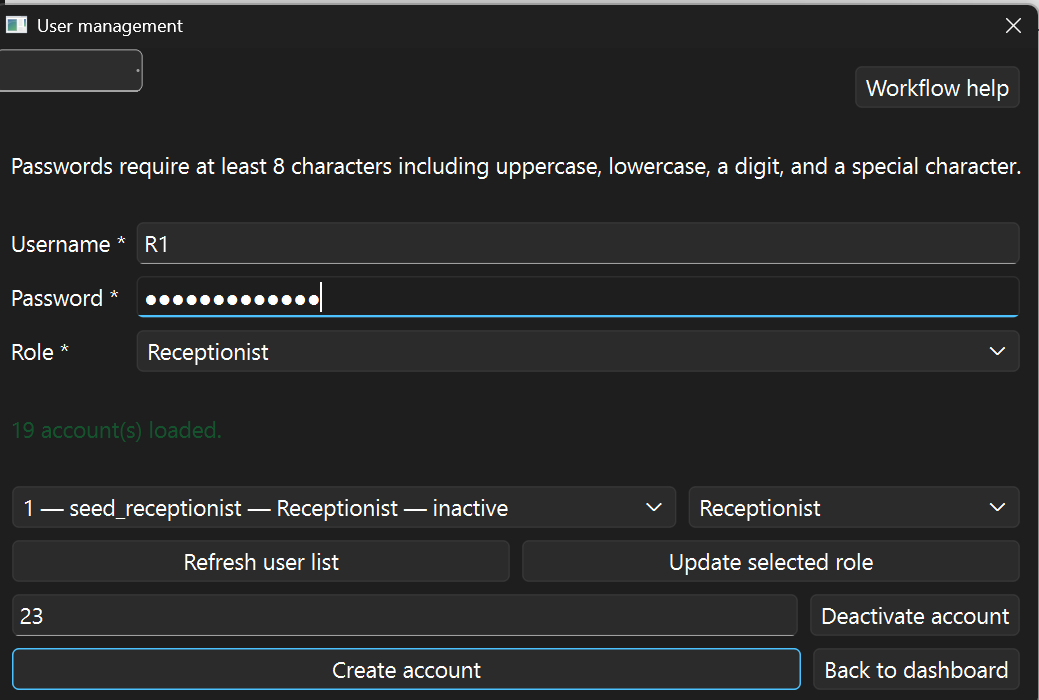 User management
Workflow help
Passwords require at least 8 characters including uppercase, lowercase, a digit, and a special character.
Username * R1
Password * ●●●●●●●●●●●●●
Role * Receptionist
19 account(s) loaded.
1 — seed_receptionist — Receptionist — inactive Receptionist
Refresh user list Update selected role
23 Deactivate account
Create account Back to dashboard